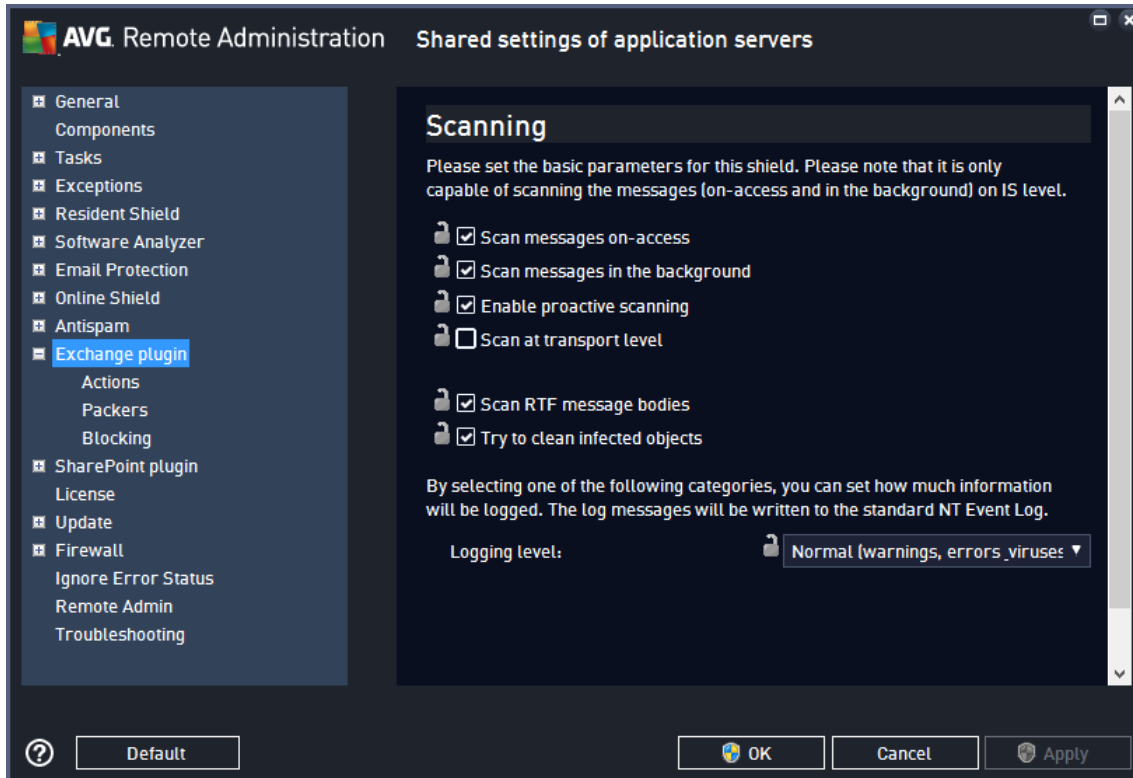 AVG. Remote Administration
Shared settings of application servers
General
Components
Tasks
Exceptions
Resident Shield
Software Analyzer
Email Protection
Online Shield
Antispam
Exchange plugin
Actions
Packers
Blocking
SharePoint plugin
License
Update
Firewall
Ignore Error Status
Remote Admin
Troubleshooting
Scanning
Please set the basic parameters for this shield. Please note that it is only
capable of scanning the messages (on-access and in the background) on IS level.
Scan messages on-access
Scan messages in the background
Enable proactive scanning
Scan at transport level
Scan RTF message bodies
Try to clean infected objects
By selecting one of the following categories, you can set how much information
will be logged. The log messages will be written to the standard NT Event Log.
Logging level: Normal (warnings, errors ,viruses
Default
OK
Cancel
Apply